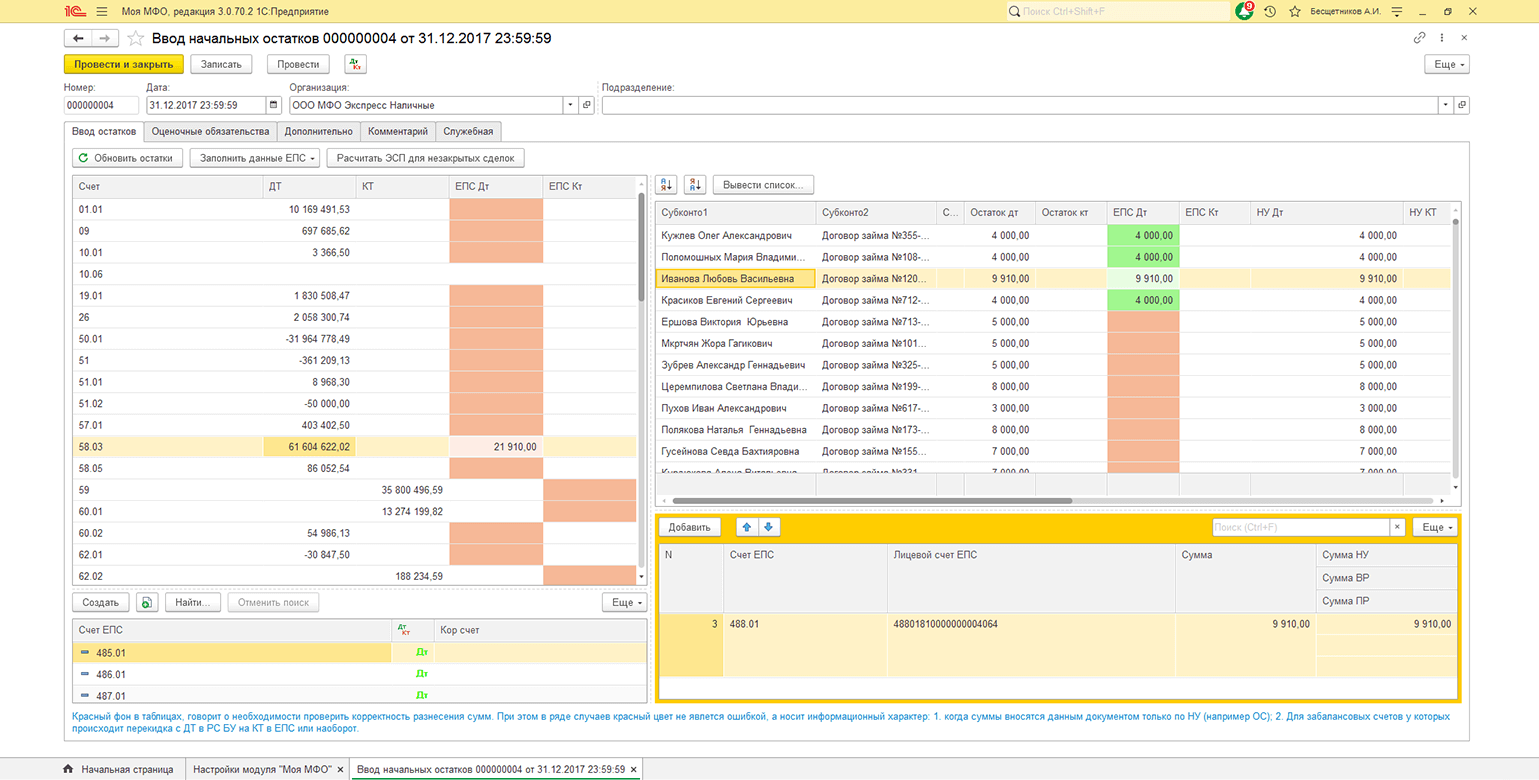 1С Моя МФО, редакция 3.0.70.2 1С:Предприятие Поиск Ctrl+Shift+F 9 Бесщетников А.И.
Ввод начальных остатков 000000004 от 31.12.2017 23:59:59
Провести и закрыть Записать Провести Дт Кт Еще
Номер: Дата: Организация: Подразделение:
000000004 31.12.2017 23:59:59 ООО МФО Экспресс Наличные
Ввод остатков Оценочные обязательства Дополнительно Комментарий Служебная
Обновить остатки Заполнить данные ЕПС Расчитать ЭСП для незакрытых сделок
Счет ДТ КТ ЕПС Дт ЕПС Кт
01.01 10 169 491,53
09 697 685,62
10.01 3 366,50
10.06
19.01 1 830 508,47
26 2 058 300,74
50.01 -31 964 778,49
51 -361 209,13
51.01 8 968,30
51.02 -50 000,00
57.01 403 402,50
58.03 61 604 622,02 21 910,00
58.05 86 052,54
59 35 800 496,59
60.01 13 274 199,82
60.02 54 986,13
62.01 -30 847,50
62.02 188 234,59
Создать Найти... Отменить поиск Еще
Счет ЕПС Дт Кт Кор счет
485.01 Дт
486.01 Дт
487.01 Дт
Вывести список...
Субконто1 Субконто2 С... Остаток дт Остаток кт ЕПС Дт ЕПС Кт НУ Дт НУ КТ
Кужлев Олег Александрович Договор займа №355-... 4 000,00 4 000,00 4 000,00
Поломошных Мария Владими... Договор займа №108-... 4 000,00 4 000,00 4 000,00
Иванова Любовь Васильевна Договор займа №120... 9 910,00 9 910,00 9 910,00
Красиков Евгений Сергеевич Договор займа №712-... 4 000,00 4 000,00 4 000,00
Ершова Виктория Юрьевна Договор займа №713-... 5 000,00 5 000,00
Мкртчян Жора Гагикович Договор займа №101... 5 000,00 5 000,00
Зубрев Александр Геннадьевич Договор займа №325-... 5 000,00 5 000,00
Церемпилова Светлана Влади... Договор займа №199-... 8 000,00 8 000,00
Пухов Иван Александрович Договор займа №617-... 3 000,00 3 000,00
Полякова Наталья Геннадьевна Договор займа №173-... 8 000,00 8 000,00
Гусейнова Севда Бахтияровна Договор займа №155... 7 000,00 7 000,00
Договор займа №331... 7 000,00 7 000,00
Добавить Поиск (Ctrl+F) Еще
N Счет ЕПС Лицевой счет ЕПС Сумма Сумма НУ
Сумма ВР
Сумма ПР
3 488.01 48801810000000004064 9 910,00 9 910,00
Красный фон в таблицах, говорит о необходимости проверить корректность разнесения сумм. При этом в ряде случаев красный цвет не явлется ошибкой, а носит информационный характер: 1. когда суммы вносятся данным документом только по НУ (например ОС); 2. Для забалансовых счетов у которых
происходит перекидка с ДТ в РС БУ на КТ в ЕПС или наоборот.
Начальная страница Настройки модуля "Моя МФО" Ввод начальных остатков 000000004 от 31.12.2017 23:59:59